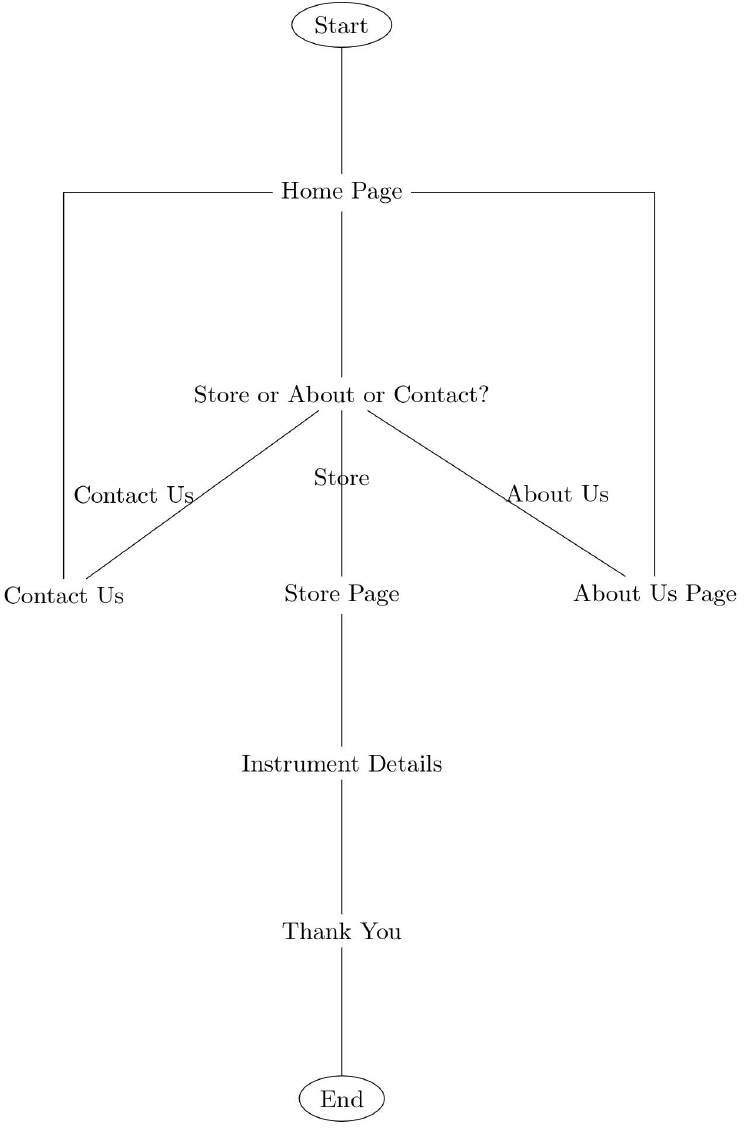 Start
Home Page
Store or About or Contact?
Store
Contact Us
About Us
Contact Us
Store Page
About Us Page
Instrument Details
Thank You
End